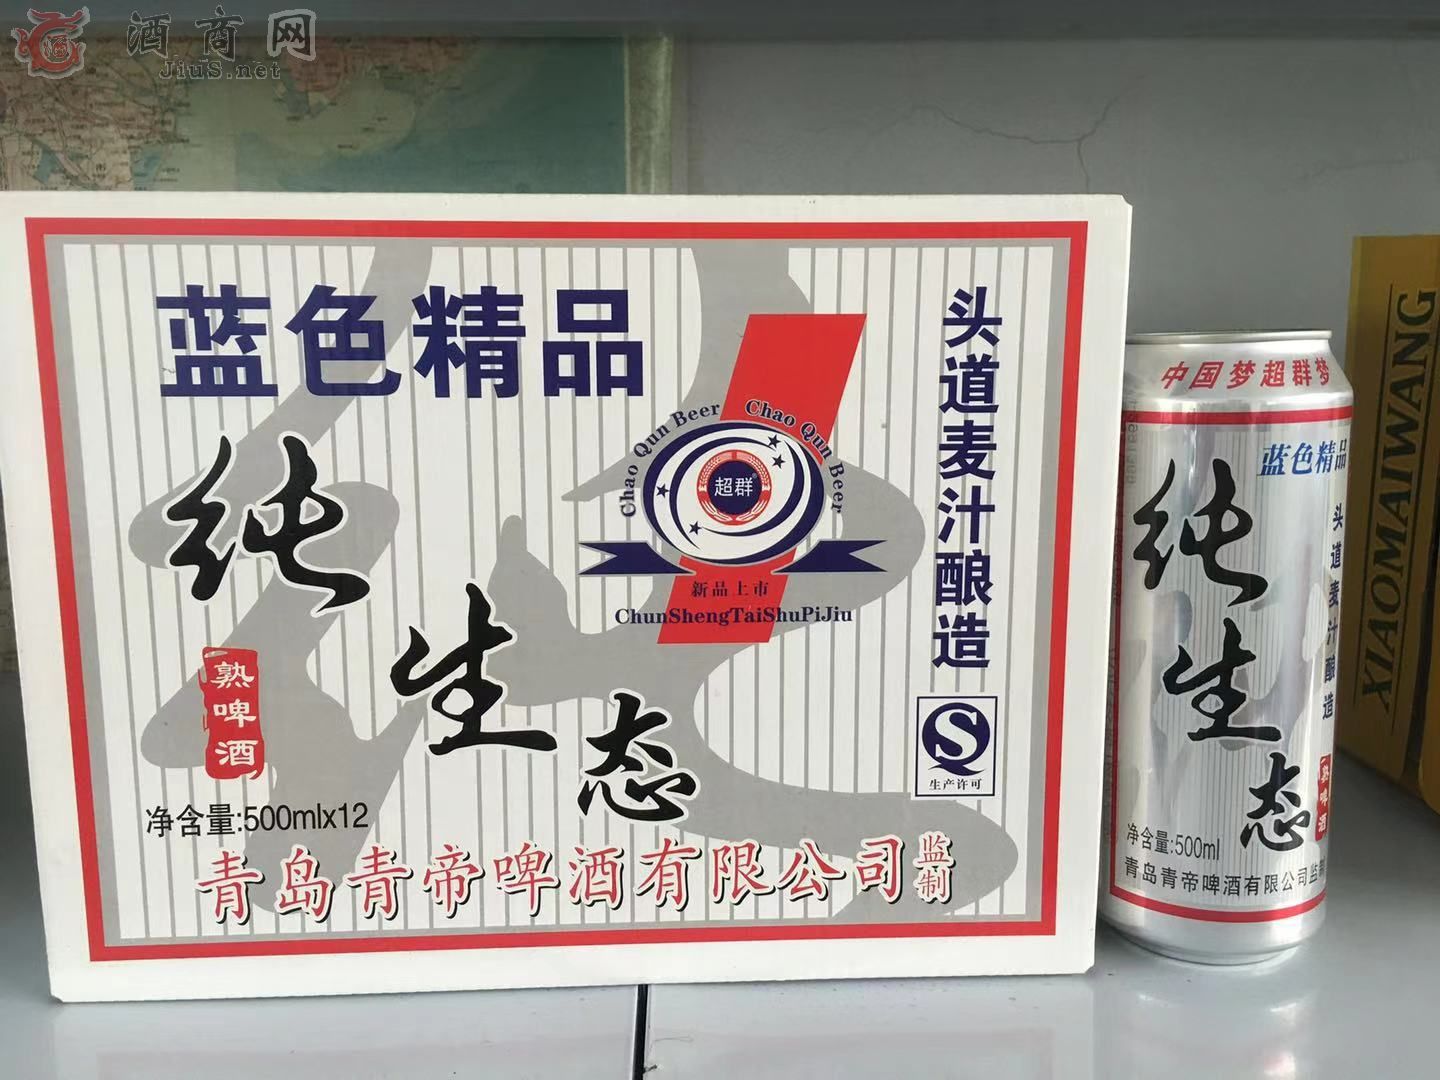 酒商网
JiuS.net
蓝色精品
纯生态
熟啤酒
净含量:500mlx12
Chao Qun Beer Chao Qun Beer
超群
新品上市
ChunShengTaiShuPiJiu
头道麦汁酿造
S
生产许可
青岛青帝啤酒有限公司监制
中国梦超群梦
蓝色精品
纯生态
头道麦汁酿造
熟啤酒
净含量:500ml
青岛青帝啤酒有限公司监制
XIAOMAIWANG